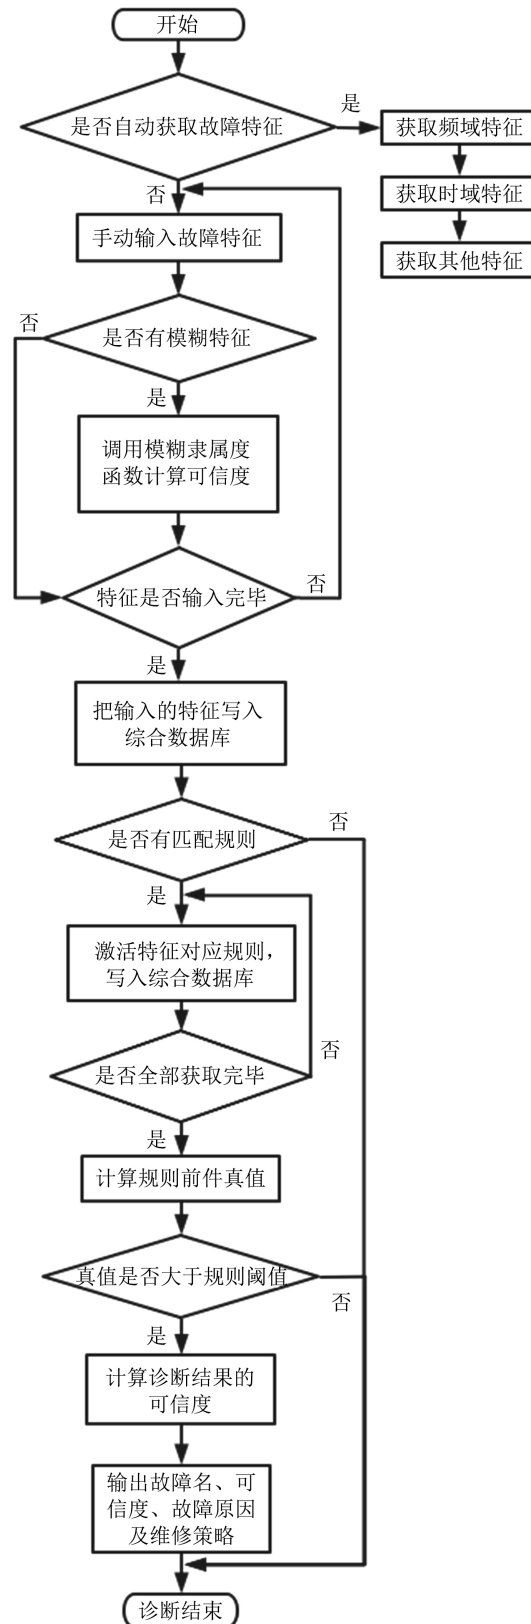 开始
是否自动获取故障特征
是
获取频域特征
获取时域特征
获取其他特征
否
手动输入故障特征
否
是否有模糊特征
是
调用模糊隶属度
函数计算可信度
特征是否输入完毕
否
是
把输入的特征写入
综合数据库
是否有匹配规则
否
是
激活特征对应规则，
写入综合数据库
是否全部获取完毕
否
是
计算规则前件真值
真值是否大于规则阈值
否
是
计算诊断结果的
可信度
输出故障名、可
信度、故障原因
及维修策略
诊断结束